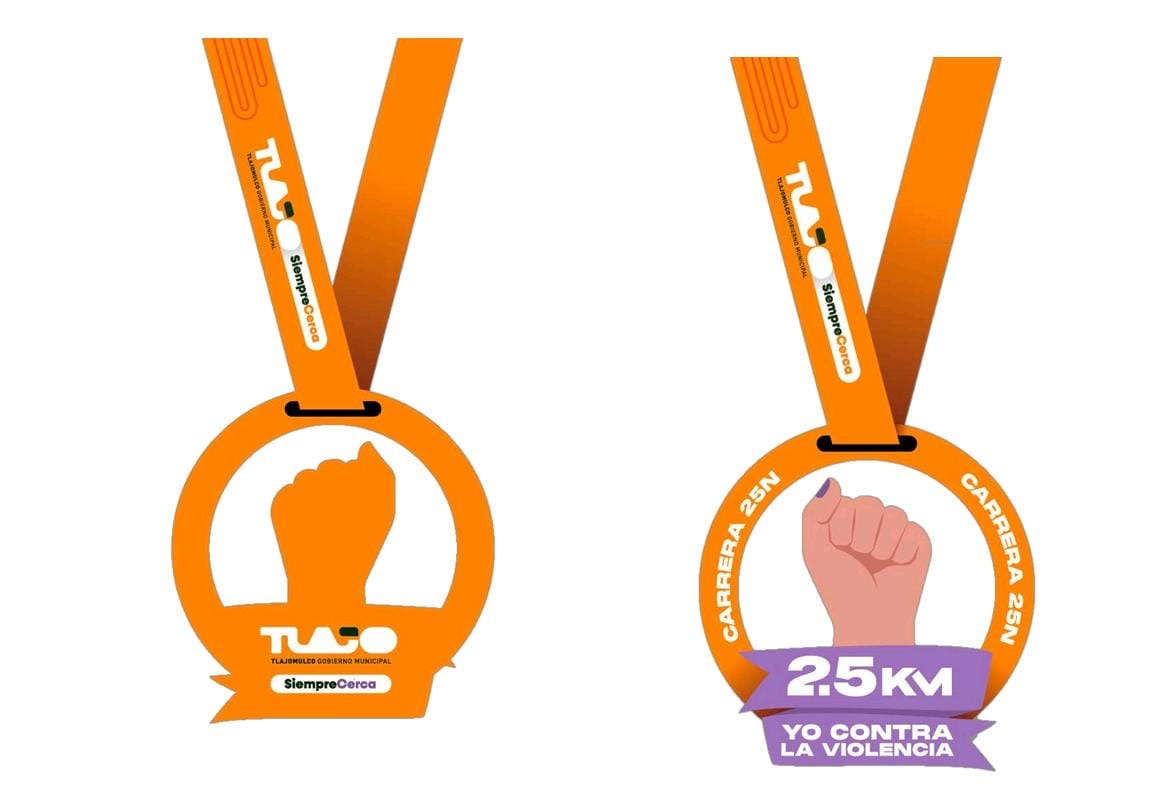 TLAJO
TLAJOMULCO GOBIERNO MUNICIPAL
SiempreCerca
TLAJO
TLAJOMULCO GOBIERNO MUNICIPAL
SiempreCerca
TLAJO
TLAJOMULCO GOBIERNO MUNICIPAL
SiempreCerca
CARRERA 25N
CARRERA 25N
2.5KM
YO CONTRA
LA VIOLENCIA